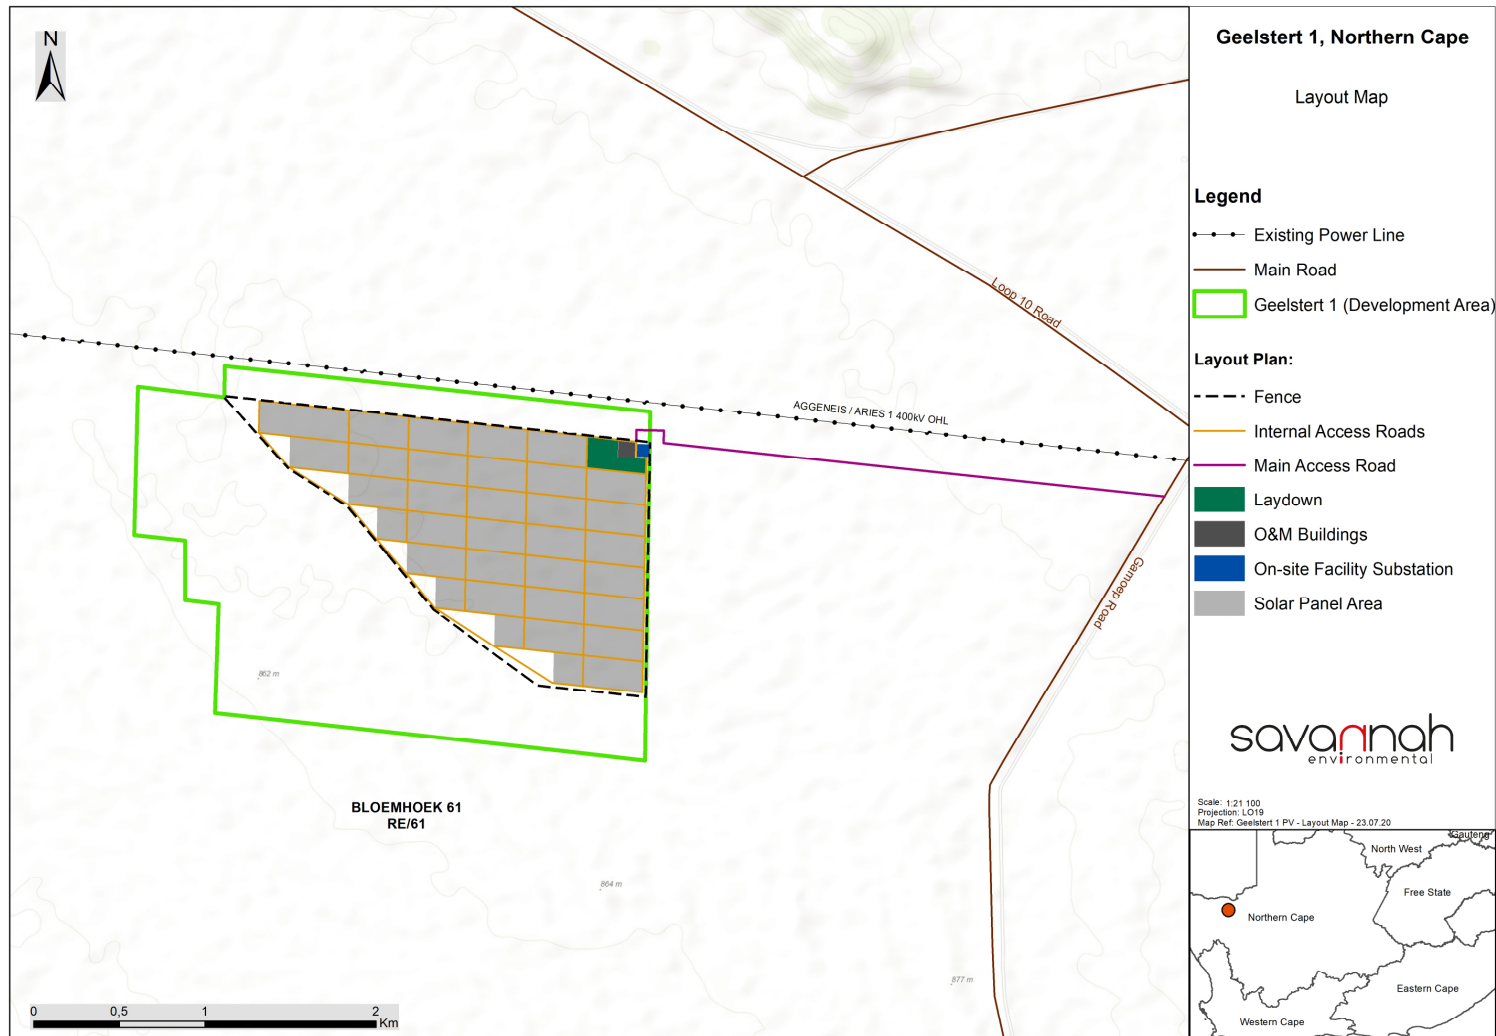 N
Geelstert 1, Northern Cape
Layout Map
Legend
Existing Power Line
Main Road
Geelstert 1 (Development Area)
Layout Plan:
Fence
Internal Access Roads
Main Access Road
Laydown
O&M Buildings
On-site Facility Substation
Solar Panel Area
Loop 10 Road
AGGENEIS / ARIES 1 400kV OHL
Gamoep Road
862 m
BLOEMHOEK 61
RE/61
864 m
877 m
0 0,5 1 2
Km
savannah
environmental
Scale: 1:21 100
Projection: LO19
Map Ref: Geelstert 1 PV - Layout Map - 23.07.20
Gauteng
North West
Free State
Northern Cape
Eastern Cape
Western Cape